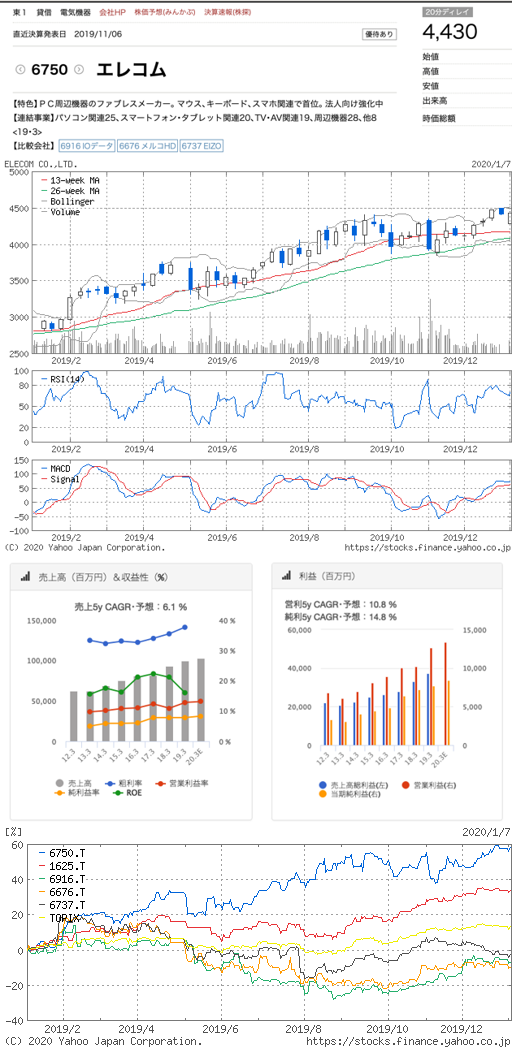 東1 貸借 電気機器 会社HP 株価予想(みんかぶ) 決算速報(株探)
20分ディレイ
直近決算発表日 2019/11/06
優待あり
4,430
6750 エレコム
始値
高値
安値
出来高
時価総額
【特色】ＰＣ周辺機器のファブレスメーカー。マウス、キーボード、スマホ関連で首位。法人向け強化中
【連結事業】パソコン関連25、スマートフォン・タブレット関連20、TV・AV関連19、周辺機器28、他8
<19・3>
【比較会社】 6916 IOデータ 6676 メルコHD 6737 EIZO
ELECOM CO.,LTD. 2020/1/7
5000
13-week MA
26-week MA
Bollinger
Volume
4500
4000
3500
3000
2500
2019/2 2019/4 2019/6 2019/8 2019/10 2019/12
100
RSI(14)
80
50
20
0
2019/2 2019/4 2019/6 2019/8 2019/10 2019/12
150
MACD
Signal
100
50
0
-50
-100
2019/2 2019/4 2019/6 2019/8 2019/10 2019/12
(C) 2020 Yahoo Japan Corporation. https://stocks.finance.yahoo.co.jp
売上高（百万円）＆収益性（%）
売上5y CAGR・予想：6.1 %
150,000
100,000
50,000
0
40 %
30 %
20 %
10 %
0 %
12.3 13.3 14.3 15.3 16.3 17.3 18.3 19.3 20.3E
売上高 粗利率 営業利益率
純利益率 ROE
利益（百万円）
営利5y CAGR・予想：10.8 %
純利5y CAGR・予想：14.8 %
60,000
40,000
20,000
0
15,000
10,000
5,000
0
12.3 13.3 14.3 15.3 16.3 17.3 18.3 19.3 20.3E
売上高総利益(左) 営業利益(右)
当期純利益(右)
[%] 2020/1/7
60
6750.T
1625.T
6916.T
6676.T
6737.T
TOPIX
40
20
0
-20
-40
2019/2 2019/4 2019/6 2019/8 2019/10 2019/12
(C) 2020 Yahoo Japan Corporation. https://stocks.finance.yahoo.co.jp